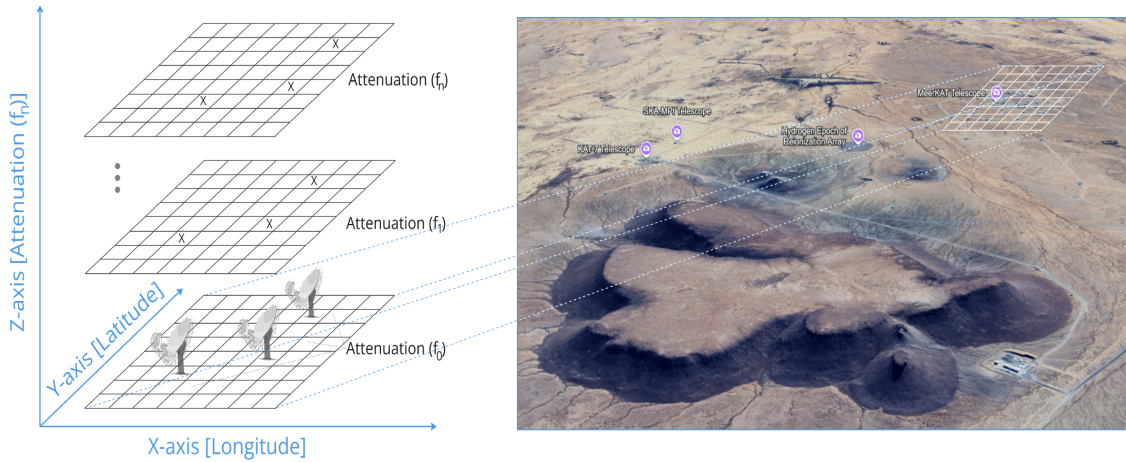 Z-axis [Attenuation (fn)]
X
X
X
Attenuation (fn)
X
X
X
Attenuation (f1)
Attenuation (f0)
Y-axis [Latitude]
X-axis [Longitude]
MeerKAT Telescope
SKA-MPI Telescope
Hydrogen Epoch of
Reionization Array
KAT-7 Telescope